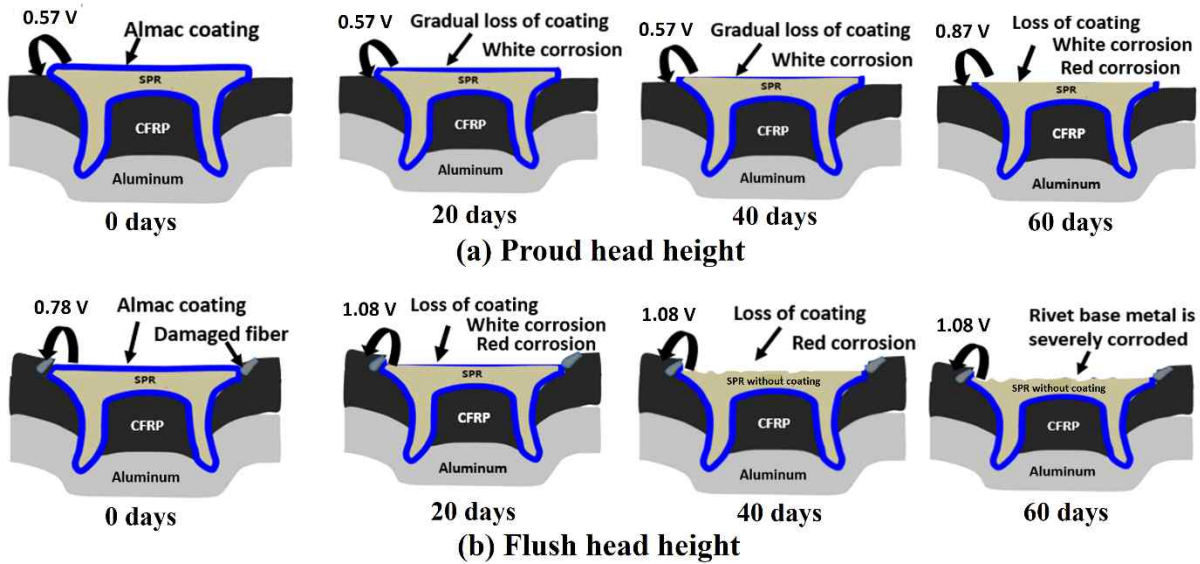 0.57 V
Almac coating
SPR
CFRP
Aluminum
0 days
Gradual loss of coating
0.57 V
White corrosion
SPR
CFRP
Aluminum
20 days
0.57 V
Gradual loss of coating
White corrosion
SPR
CFRP
Aluminum
40 days
Loss of coating
0.87 V
White corrosion
Red corrosion
SPR
CFRP
Aluminum
60 days
(a) Proud head height
0.78 V
Almac coating
Damaged fiber
SPR
CFRP
Aluminum
0 days
1.08 V
Loss of coating
White corrosion
Red corrosion
SPR
CFRP
Aluminum
20 days
1.08 V
Loss of coating
Red corrosion
SPR without coating
CFRP
Aluminum
40 days
1.08 V
Rivet base metal is
severely corroded
SPR without coating
CFRP
Aluminum
60 days
(b) Flush head height